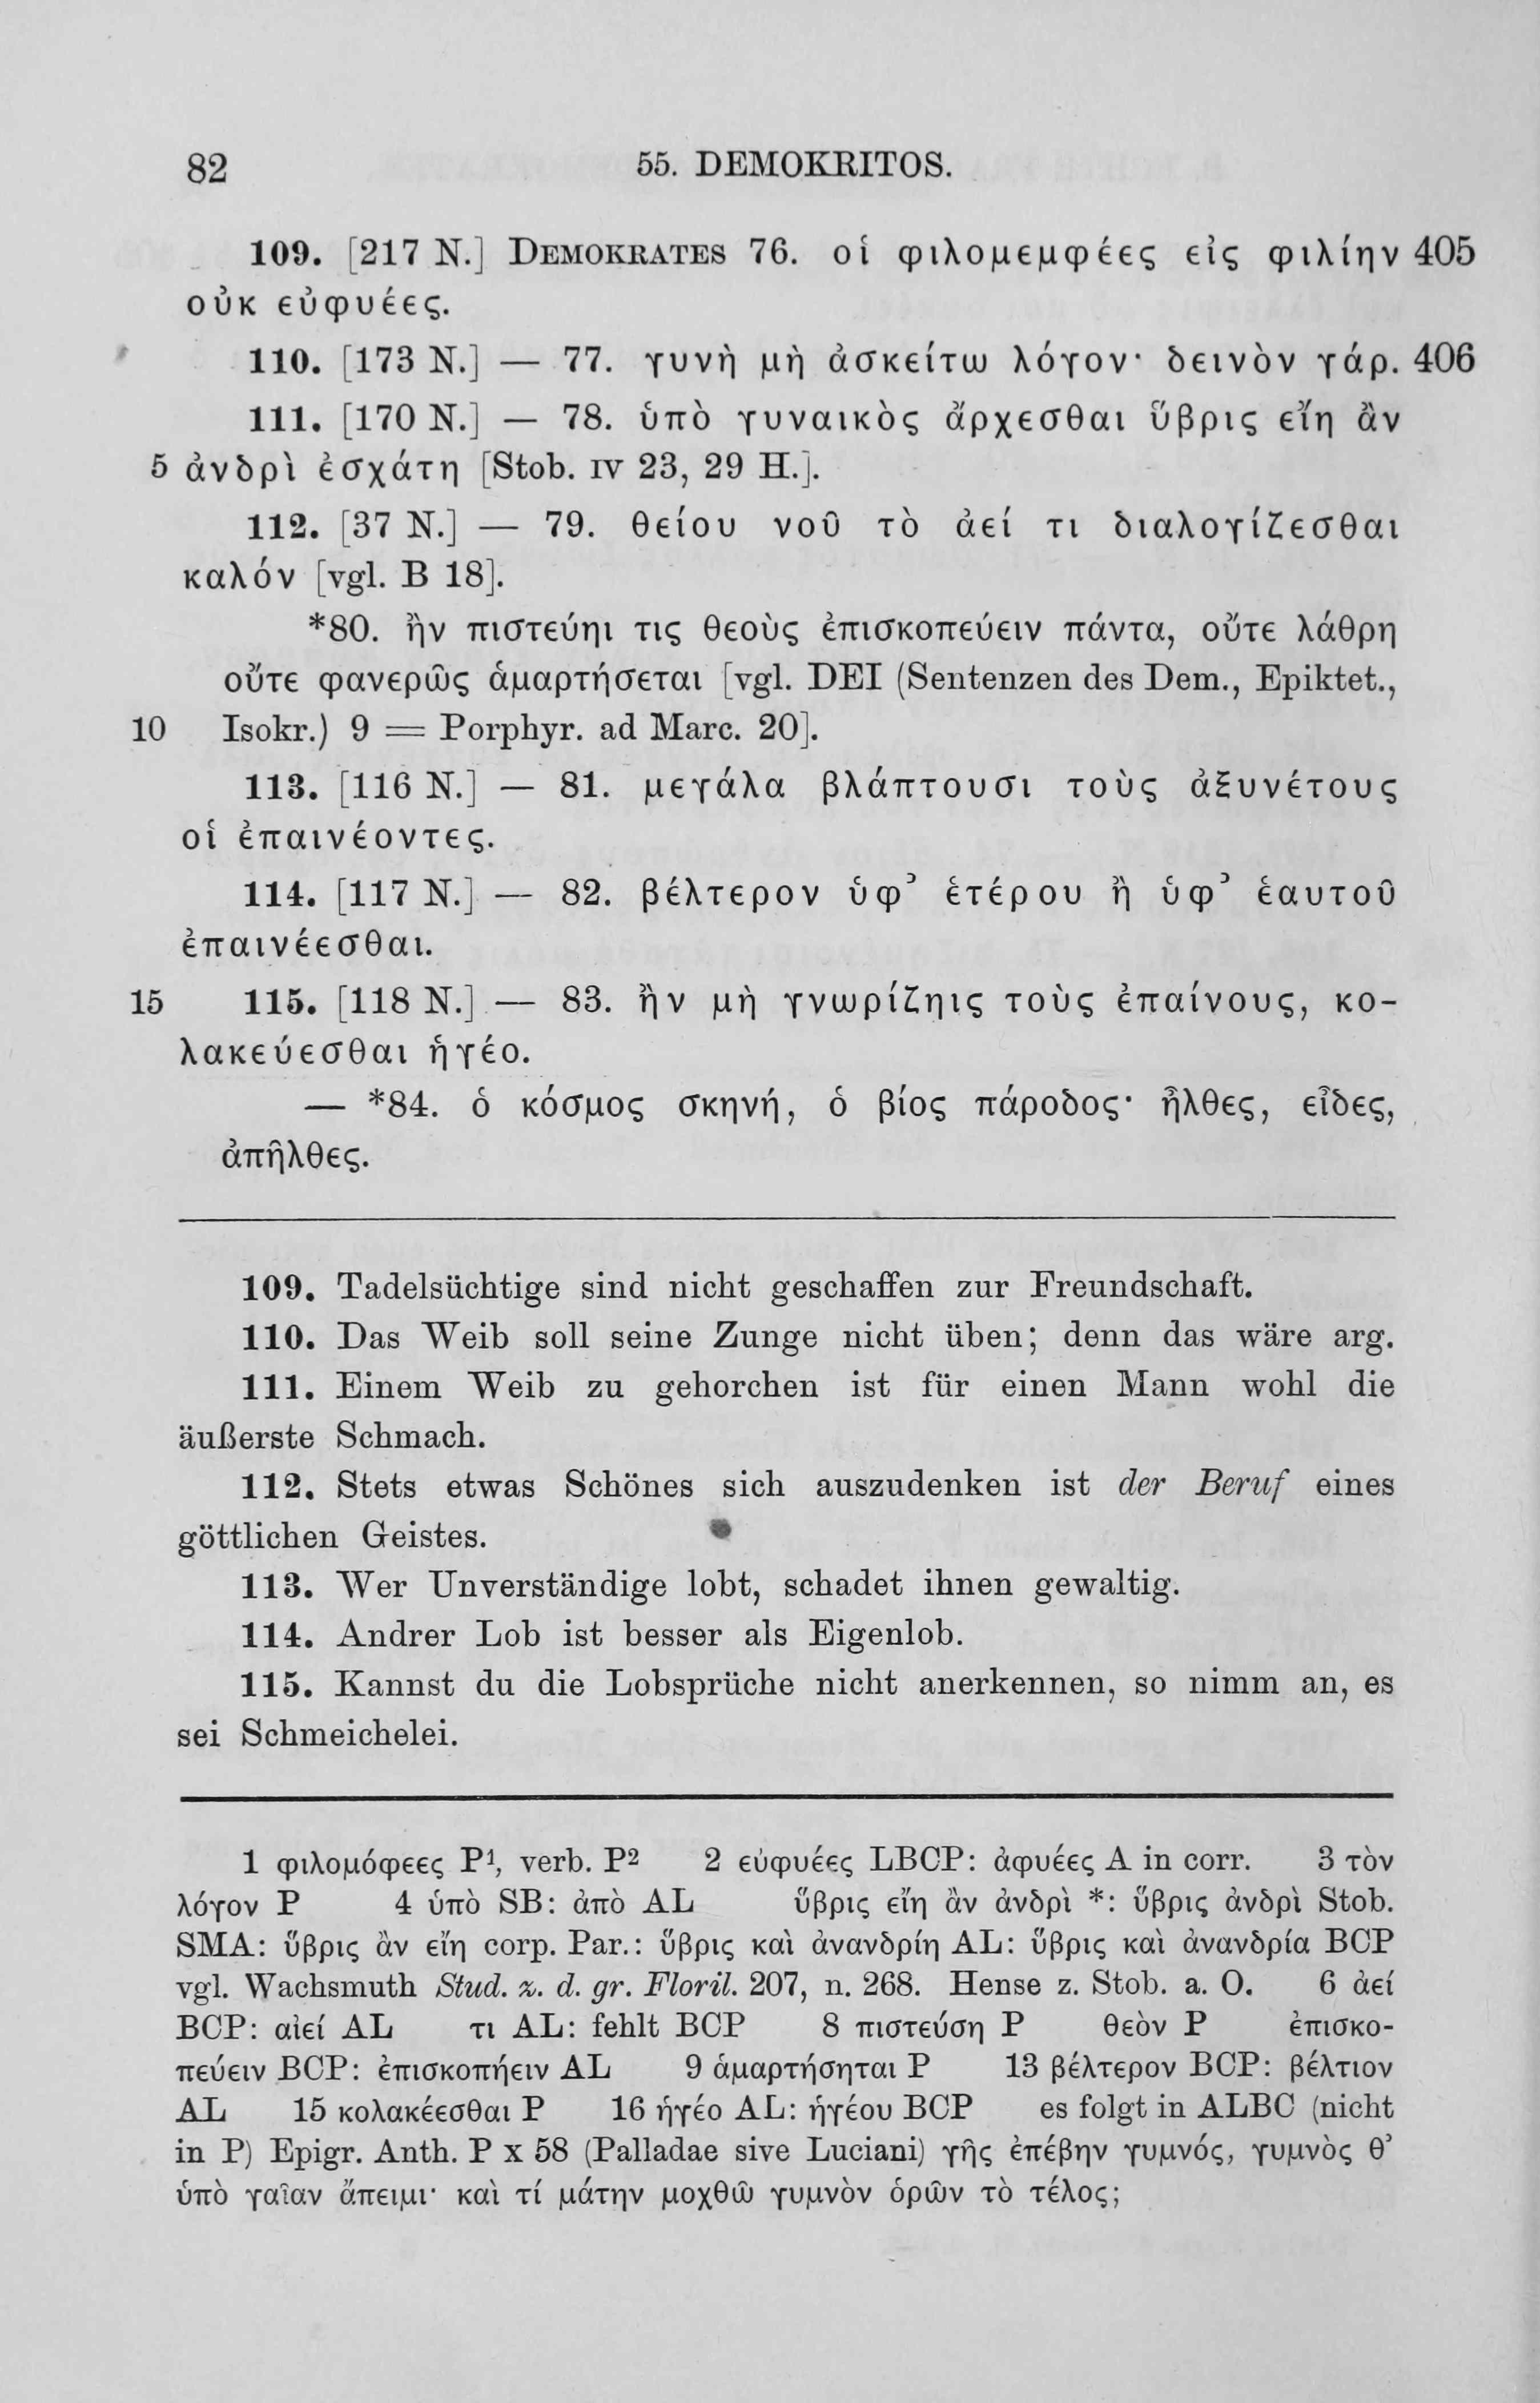 82 55. DEMOKRITOS.
109. [217 N.] DEMOKRATES 76. οἱ φιλομεμφέες εἰς φιλίην 405
οὐκ εὐφυέες.
110. [173 N.] — 77. γυνὴ μὴ ἀσκείτω λόγον· δεινὸν γάρ. 406
111. [170 N.] — 78. ὑπὸ γυναικὸς ἄρχεσθαι ὕβρις εἴη ἂν
5 ἀνδρὶ ἐσχάτη [Stob. IV 23, 29 H.].
112. [37 N.] — 79. θείου νοῦ τὸ ἀεί τι διαλογίζεσθαι
καλόν [vgl. B 18].
*80. ἢν πιστεύηι τις θεοὺς ἐπισκοπεύειν πάντα, οὔτε λάθρη
οὔτε φανερῶς ἁμαρτήσεται [vgl. DEI (Sentenzen des Dem., Epiktet.,
10 Isokr.) 9 = Porphyr. ad Marc. 20].
113. [116 N.] — 81. μεγάλα βλάπτουσι τοὺς ἀξυνέτους
οἱ ἐπαινέοντες.
114. [117 N.] — 82. βέλτερον ὑφ᾽ ἑτέρου ἢ ὑφ᾽ ἑαυτοῦ
ἐπαινέεσθαι.
15 115. [118 N.] — 83. ἢν μὴ γνωρίζηις τοὺς ἐπαίνους, κο-
λακεύεσθαι ἡγέο.
— *84. ὁ κόσμος σκηνή, ὁ βίος πάροδος· ἦλθες, εἶδες,
ἀπῆλθες.
109. Tadelsüchtige sind nicht geschaffen zur Freundschaft.
110. Das Weib soll seine Zunge nicht üben; denn das wäre arg.
111. Einem Weib zu gehorchen ist für einen Mann wohl die
äußerste Schmach.
112. Stets etwas Schönes sich auszudenken ist der Beruf eines
göttlichen Geistes.
113. Wer Unverständige lobt, schadet ihnen gewaltig.
114. Andrer Lob ist besser als Eigenlob.
115. Kannst du die Lobsprüche nicht anerkennen, so nimm an, es
sei Schmeichelei.
1 φιλομόφεες P¹, verb. P² 2 εὐφυέες LBCP: ἀφυέες A in corr. 3 τὸν
λόγον P 4 ὑπὸ SB: ἀπὸ AL ὕβρις εἴη ἂν ἀνδρὶ *: ὕβρις ἀνδρὶ Stob.
SMA: ὕβρις ἂν εἴη corp. Par.: ὕβρις καὶ ἀνανδρίη AL: ὕβρις καὶ ἀνανδρία BCP
vgl. Wachsmuth Stud. z. d. gr. Floril. 207, n. 268. Hense z. Stob. a. O. 6 ἀεί
BCP: αἰεί AL τι AL: fehlt BCP 8 πιστεύση P θεὸν P ἐπισκο-
πεύειν BCP: ἐπισκοπήειν AL 9 ἁμαρτήσηται P 13 βέλτερον BCP: βέλτιον
AL 15 κολακέεσθαι P 16 ἡγέο AL: ἡγέου BCP es folgt in ALBC (nicht
in P) Epigr. Anth. P X 58 (Palladae sive Luciani) γῆς ἐπέβην γυμνός, γυμνὸς θ᾽
ὑπὸ γαῖαν ἄπειμι· καὶ τί μάτην μοχθῶ γυμνὸν ὁρῶν τὸ τέλος;